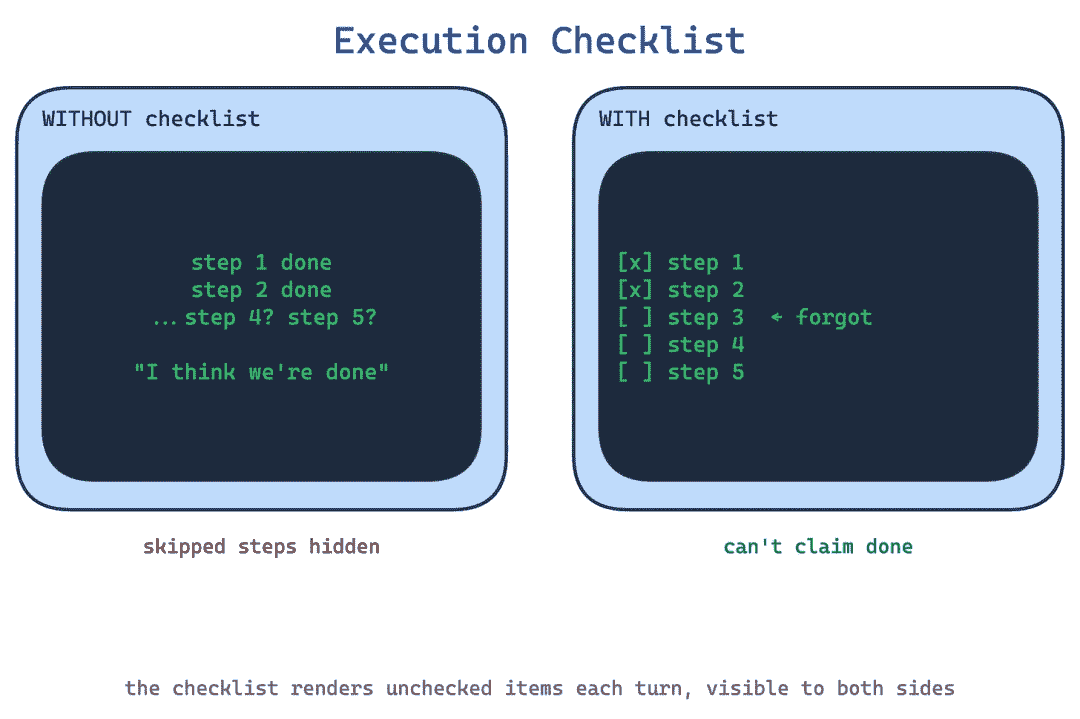 Execution Checklist
WITHOUT checklist
step 1 done
step 2 done
...step 4? step 5?
"I think we're done"
skipped steps hidden
WITH checklist
[x] step 1
[x] step 2
[ ] step 3 ← forgot
[ ] step 4
[ ] step 5
can't claim done
the checklist renders unchecked items each turn, visible to both sides